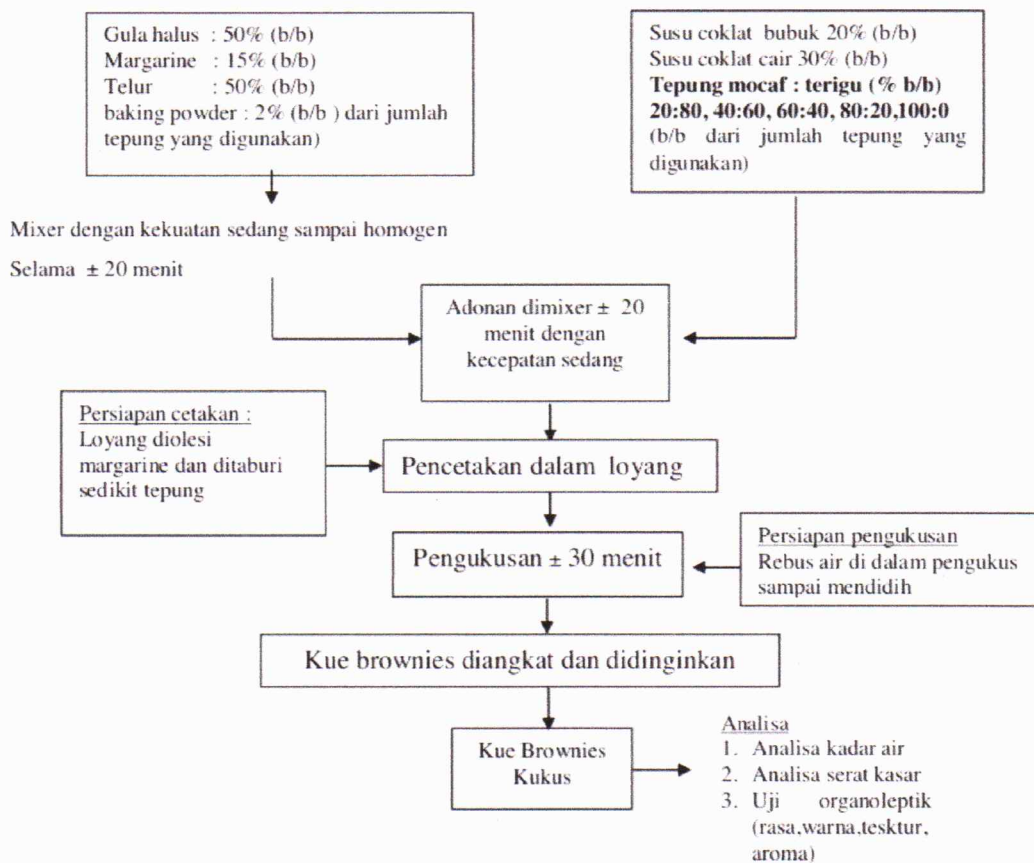 Gula halus : 50% (b/b)
Margarine : 15% (b/b)
Telur : 50% (b/b)
baking powder : 2% (b/b ) dari jumlah
tepung yang digunakan)
Susu coklat bubuk 20% (b/b)
Susu coklat cair 30% (b/b)
Tepung mocaf : terigu (% b/b)
20:80, 40:60, 60:40, 80:20,100:0
(b/b dari jumlah tepung yang
digunakan)
Mixer dengan kekuatan sedang sampai homogen
Selama ± 20 menit
Adonan dimixer ± 20
menit dengan
kecepatan sedang
Persiapan cetakan :
Loyang diolesi
margarine dan ditaburi
sedikit tepung
Pencetakan dalam loyang
Pengukusan ± 30 menit
Persiapan pengukusan
Rebus air di dalam pengukus
sampai mendidih
Kue brownies diangkat dan didinginkan
Kue Brownies
Kukus
Analisa
1. Analisa kadar air
2. Analisa serat kasar
3. Uji organoleptik
(rasa,warna,tesktur,
aroma)